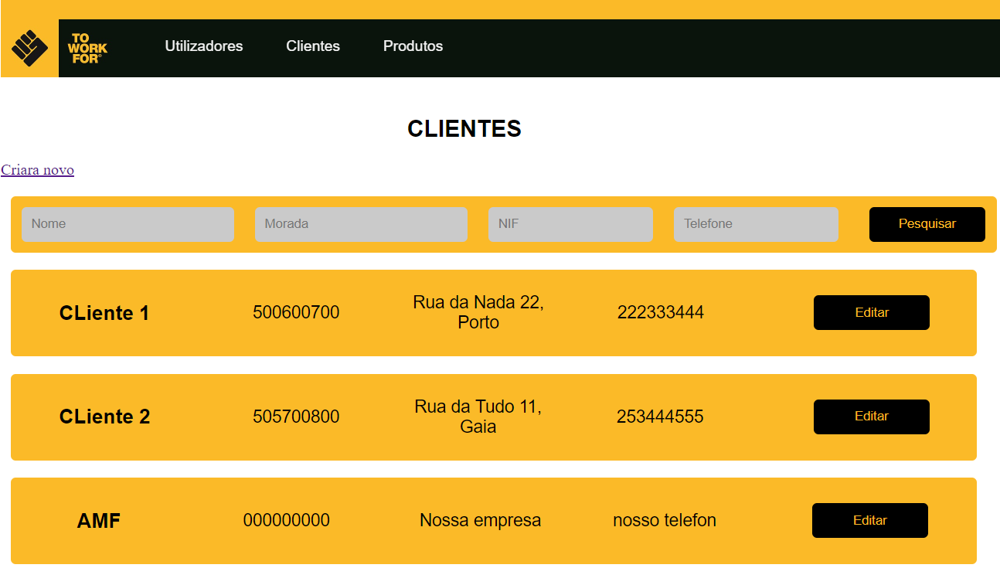 TO
WORK
FOR®
Utilizadores Clientes Produtos
CLIENTES
Criara novo
Nome Morada NIF Telefone Pesquisar
CLiente 1 500600700 Rua da Nada 22, 222333444 Editar
Porto
CLiente 2 505700800 Rua da Tudo 11, 253444555 Editar
Gaia
AMF 000000000 Nossa empresa nosso telefon Editar